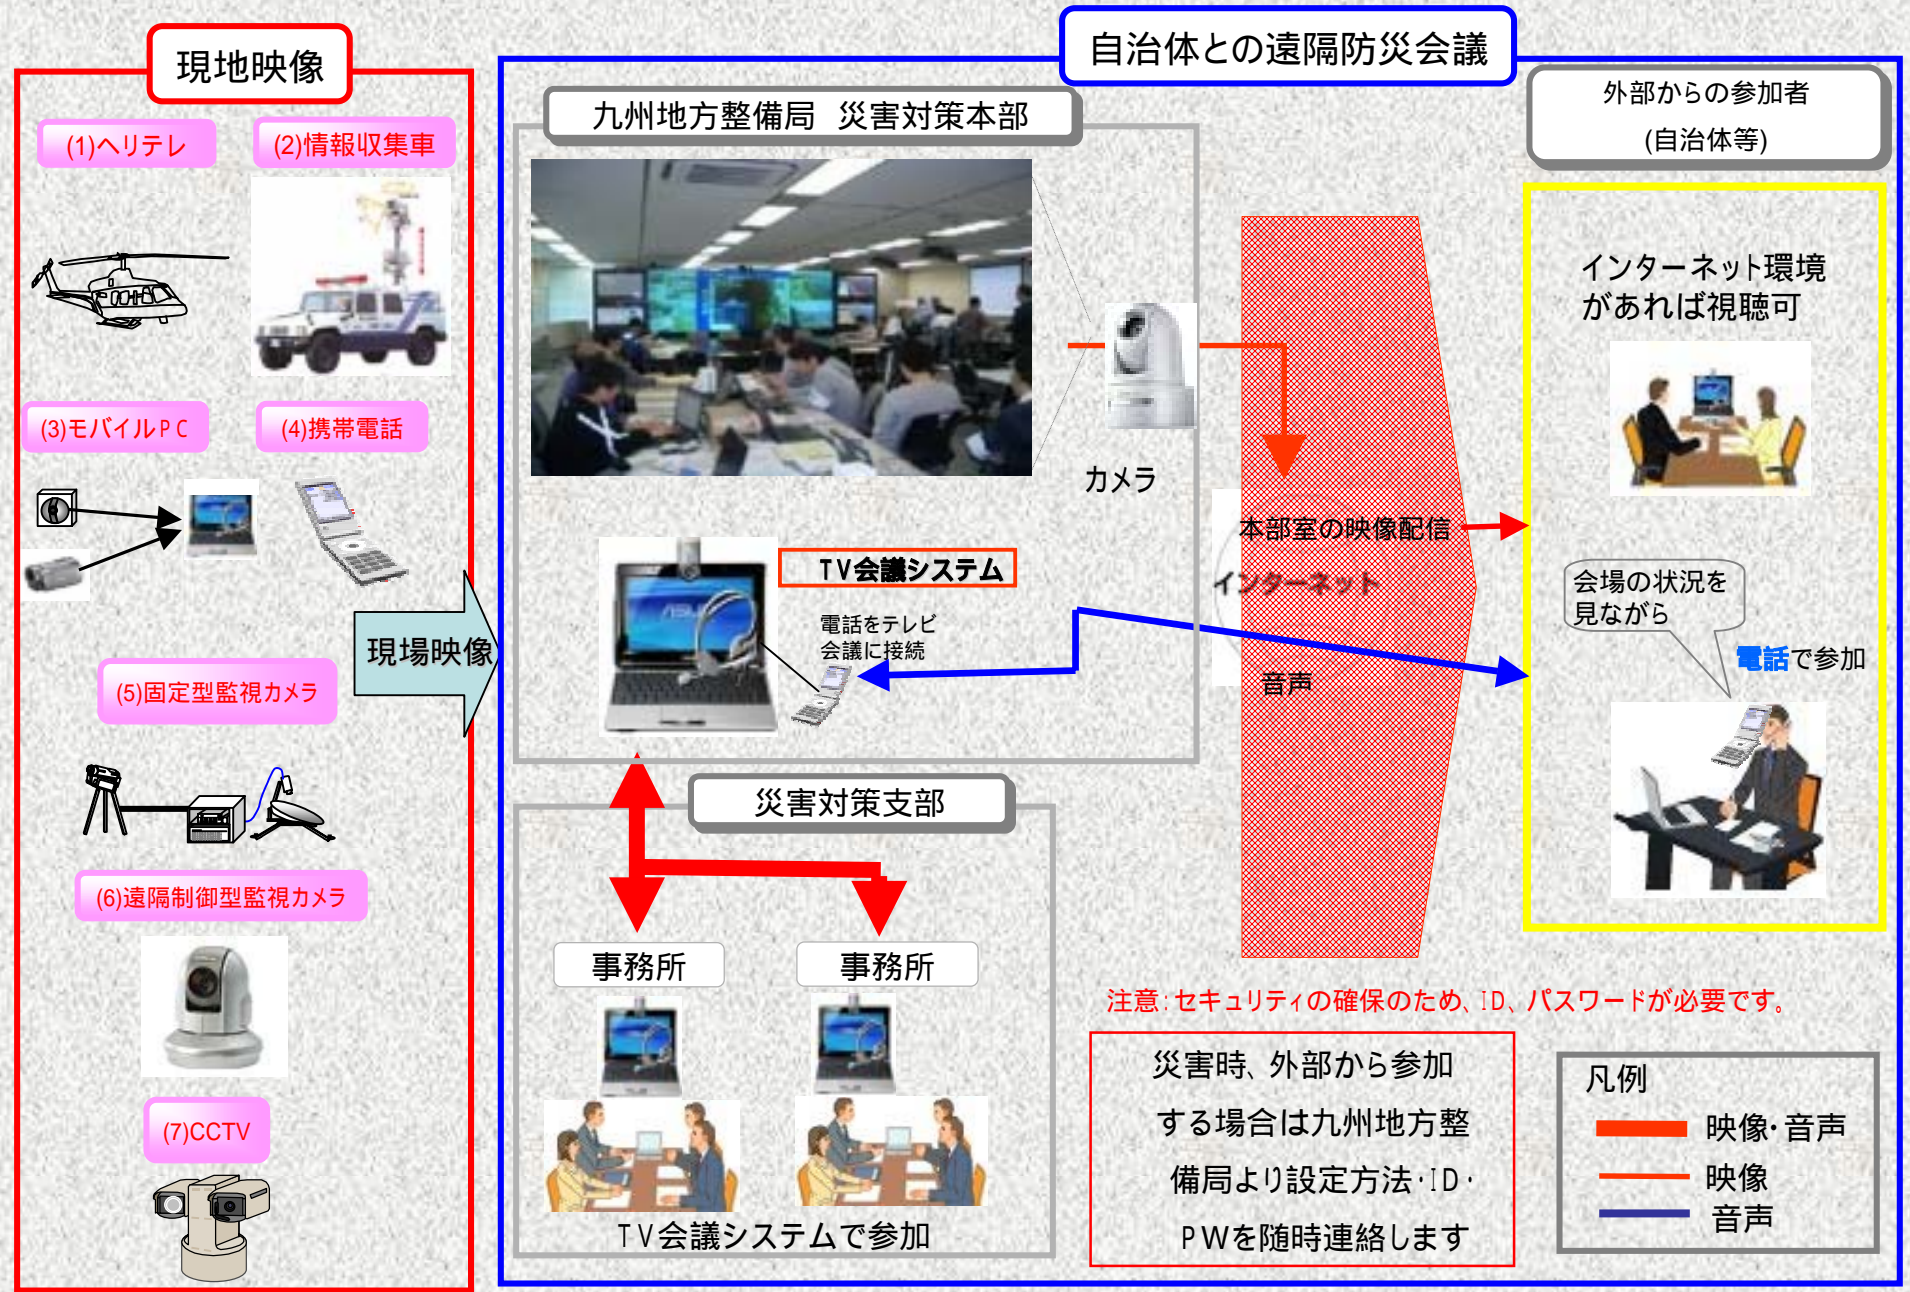 現地映像
(1)ヘリテレ
(2)情報収集車
(3)モバイルPC
(4)携帯電話
(5)固定型監視カメラ
(6)遠隔制御型監視カメラ
(7)CCTV
現場映像
自治体との遠隔防災会議
九州地方整備局 災害対策本部
カメラ
TV会議システム
電話をテレビ
会議に接続
本部室の映像配信
インターネット
音声
外部からの参加者
(自治体等)
インターネット環境
があれば視聴可
会場の状況を
見ながら
電話で参加
災害対策支部
事務所
事務所
TV会議システムで参加
注意:セキュリティの確保のため、ID、パスワードが必要です。
災害時、外部から参加
する場合は九州地方整
備局より設定方法・ID・
PWを随時連絡します
凡例
映像・音声
映像
音声